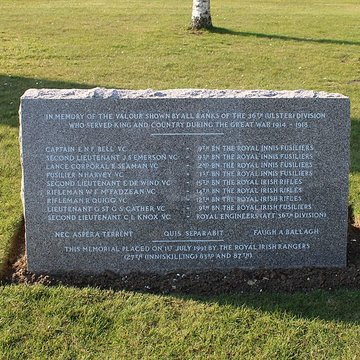 IN MEMORY OF THE VALOUR SHOWN BY ALL RANKS OF THE 36TH (ULSTER) DIVISION
WHO SERVED KING AND COUNTRY DURING THE GREAT WAR 1914 - 1918
CAPTAIN E N F BELL VC - 9TH BN THE ROYAL INNIS FUSILIERS
SECOND LIEUTENANT J S EMERSON VC - 9TH BN THE ROYAL INNIS FUSILIERS
LANCE CORPORAL E SEAMAN VC - 2ND BN THE ROYAL INNIS FUSILIERS
FUSILIER N HARVEY VC - 1ST BN THE ROYAL INNIS FUSILIERS
SECOND LIEUTENANT E DE WIND VC - 15TH BN THE ROYAL IRISH RIFLES
RIFLEMAN W F M'FADZEAN VC - BN THE ROYAL IRISH RIFLES
RIFLEMAN R QUIGG VC - 12TH BN THE ROYAL IRISH RIFLES
LIEUTENANT G ST G S CATHER VC - 9TH BN THE ROYAL IRISH FUSILIERS
SECOND LIEUTENANT C L KNOX VC - ROYAL ENGINEERS (ATT 36TH DIVISION)
NEC ASPERA TERRENT QUIS SEPARABIT FAUGH A BALLAGH
THIS MEMORIAL PLACED ON 1ST JULY 1991 BY THE ROYAL IRISH RANGERS
(27TH (INNISKILLING) 83RD AND 87TH)